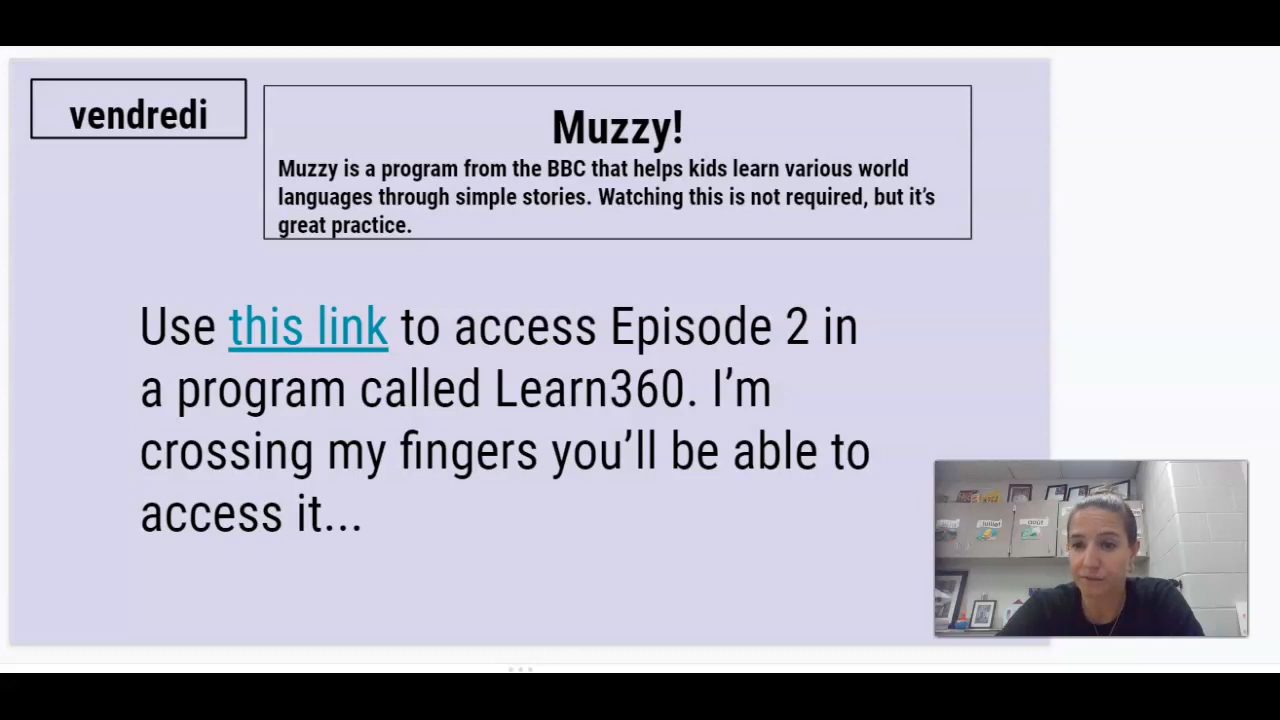 vendredi
Muzzy!
Muzzy is a program from the BBC that helps kids learn various world
languages through simple stories. Watching this is not required, but it’s
great practice.
Use this link to access Episode 2 in
a program called Learn360. I’m
crossing my fingers you’ll be able to
access it...
juillet
août